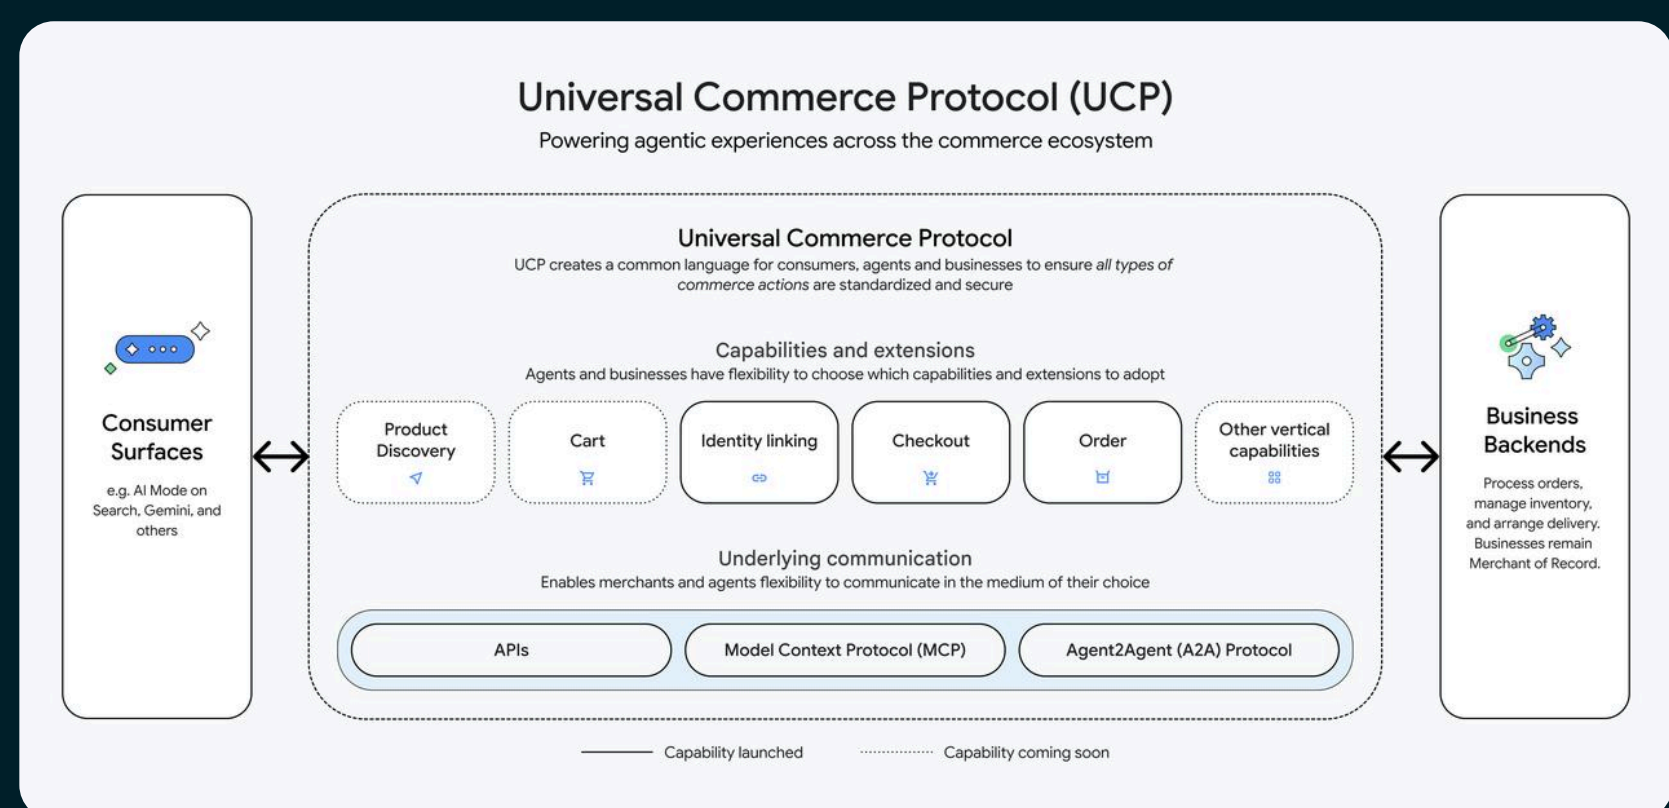 Universal Commerce Protocol (UCP)
Powering agentic experiences across the commerce ecosystem
Consumer
Surfaces
e.g. AI Mode on
Search, Gemini, and
others
Universal Commerce Protocol
UCP creates a common language for consumers, agents and businesses to ensure all types of
commerce actions are standardized and secure
Capabilities and extensions
Agents and businesses have flexibility to choose which capabilities and extensions to adopt
Product
Discovery
Cart
Identity linking
Checkout
Order
Other vertical
capabilities
Underlying communication
Enables merchants and agents flexibility to communicate in the medium of their choice
APIs
Model Context Protocol (MCP)
Agent2Agent (A2A) Protocol
Business
Backends
Process orders,
manage inventory,
and arrange delivery.
Businesses remain
Merchant of Record.
Capability launched
Capability coming soon